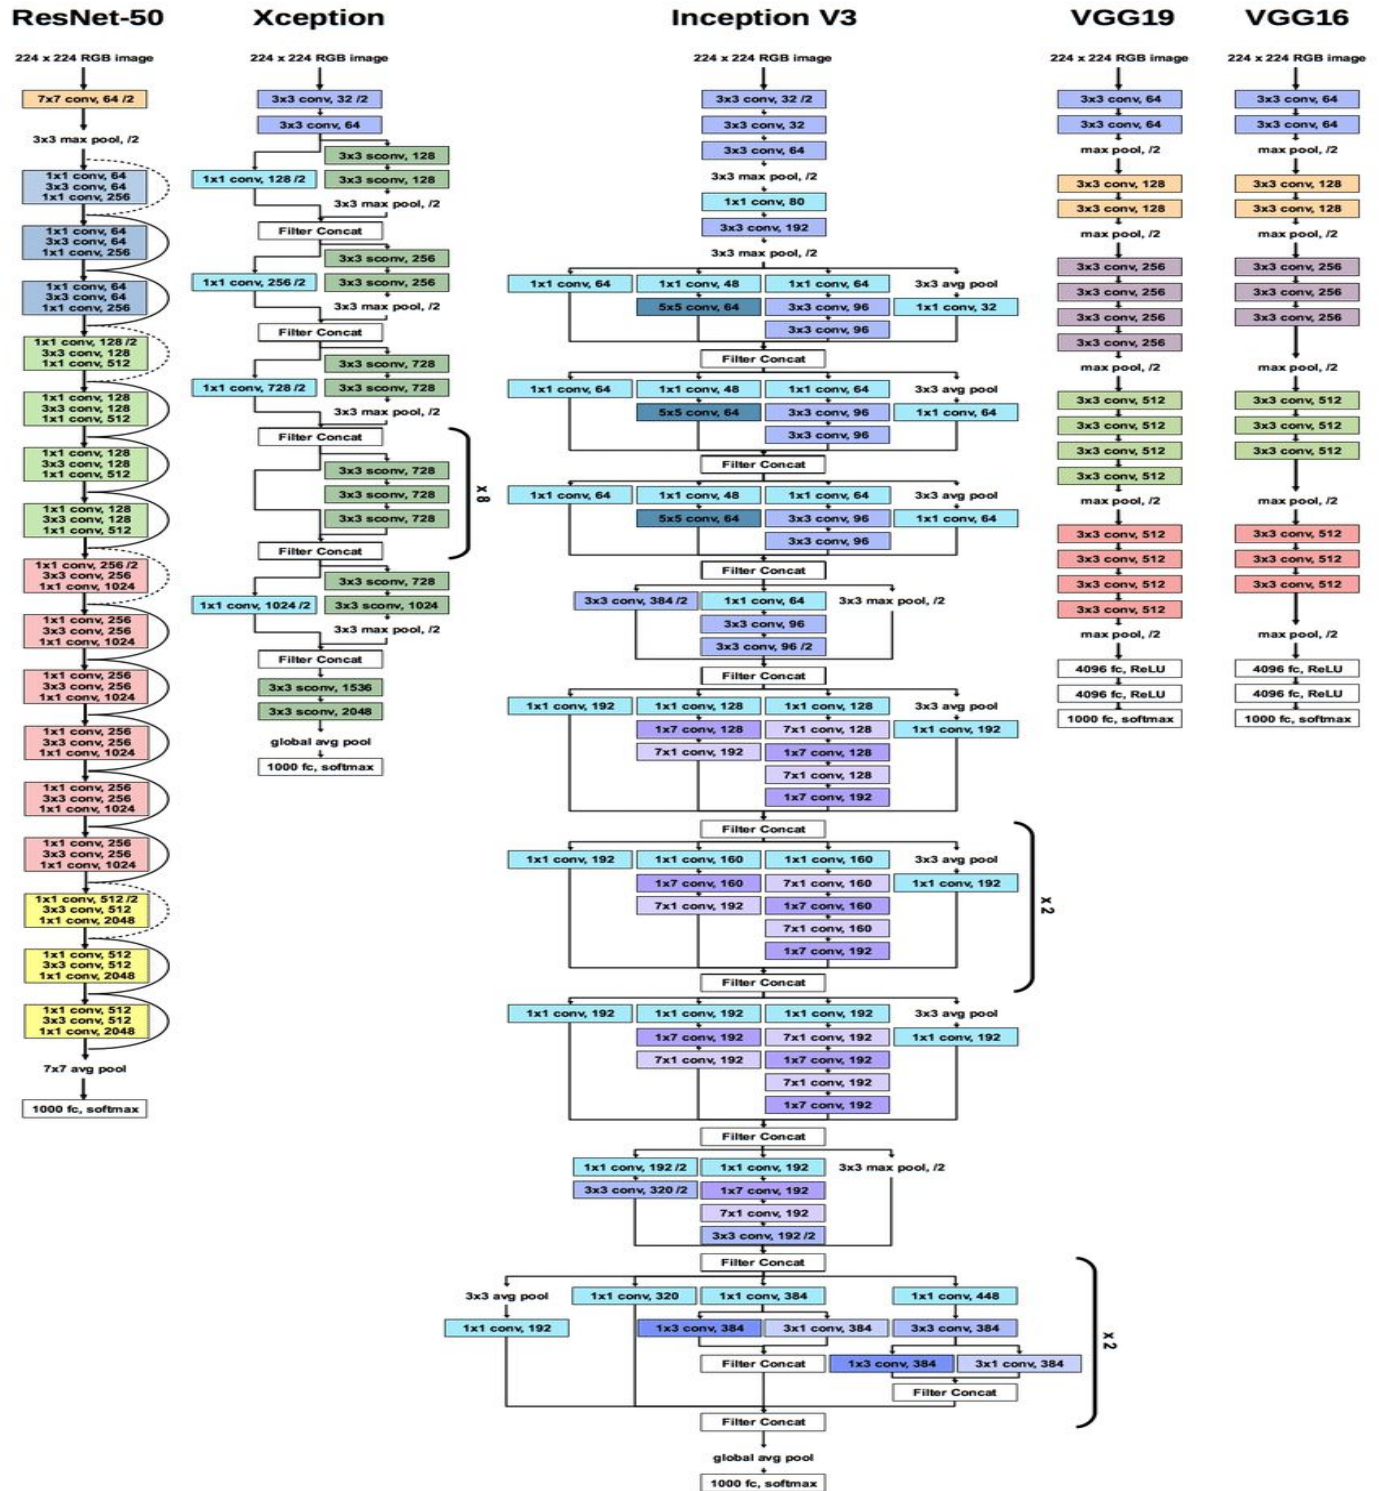 ResNet-50
224 x 224 RGB image
7x7 conv, 64 /2
3x3 max pool, /2
1x1 conv, 64
3x3 conv, 64
1x1 conv, 256
1x1 conv, 64
3x3 conv, 64
1x1 conv, 256
1x1 conv, 64
3x3 conv, 64
1x1 conv, 256
1x1 conv, 128 /2
3x3 conv, 128
1x1 conv, 512
1x1 conv, 128
3x3 conv, 128
1x1 conv, 512
1x1 conv, 128
3x3 conv, 128
1x1 conv, 512
1x1 conv, 128
3x3 conv, 128
1x1 conv, 512
1x1 conv, 256 /2
3x3 conv, 256
1x1 conv, 1024
1x1 conv, 256
3x3 conv, 256
1x1 conv, 1024
1x1 conv, 256
3x3 conv, 256
1x1 conv, 1024
1x1 conv, 256
3x3 conv, 256
1x1 conv, 1024
1x1 conv, 256
3x3 conv, 256
1x1 conv, 1024
1x1 conv, 256
3x3 conv, 256
1x1 conv, 1024
1x1 conv, 512 /2
3x3 conv, 512
1x1 conv, 2048
1x1 conv, 512
3x3 conv, 512
1x1 conv, 2048
1x1 conv, 512
3x3 conv, 512
1x1 conv, 2048
7x7 avg pool
1000 fc, softmax
Xception
224 x 224 RGB image
3x3 conv, 32 /2
3x3 conv, 64
3x3 sconv, 128
1x1 conv, 128 /2
3x3 sconv, 128
3x3 max pool, /2
Filter Concat
3x3 sconv, 256
1x1 conv, 256 /2
3x3 sconv, 256
3x3 max pool, /2
Filter Concat
3x3 sconv, 728
1x1 conv, 728 /2
3x3 sconv, 728
3x3 max pool, /2
Filter Concat
3x3 sconv, 728
3x3 sconv, 728
3x3 sconv, 728
x 8
Filter Concat
3x3 sconv, 728
1x1 conv, 1024 /2
3x3 sconv, 1024
3x3 max pool, /2
Filter Concat
3x3 sconv, 1536
3x3 sconv, 2048
global avg pool
1000 fc, softmax
Inception V3
224 x 224 RGB image
3x3 conv, 32 /2
3x3 conv, 32
3x3 conv, 64
3x3 max pool, /2
1x1 conv, 80
3x3 conv, 192
3x3 max pool, /2
1x1 conv, 64 1x1 conv, 48 1x1 conv, 64 3x3 avg pool
5x5 conv, 64 3x3 conv, 96 1x1 conv, 32
3x3 conv, 96
Filter Concat
1x1 conv, 64 1x1 conv, 48 1x1 conv, 64 3x3 avg pool
5x5 conv, 64 3x3 conv, 96 1x1 conv, 64
3x3 conv, 96
Filter Concat
1x1 conv, 64 1x1 conv, 48 1x1 conv, 64 3x3 avg pool
5x5 conv, 64 3x3 conv, 96 1x1 conv, 64
3x3 conv, 96
Filter Concat
3x3 conv, 384 /2 1x1 conv, 64 3x3 max pool, /2
3x3 conv, 96
3x3 conv, 96 /2
Filter Concat
1x1 conv, 192 1x1 conv, 128 1x1 conv, 128 3x3 avg pool
1x7 conv, 128 7x1 conv, 128 1x1 conv, 192
7x1 conv, 192 1x7 conv, 128
7x1 conv, 128
1x7 conv, 192
Filter Concat
1x1 conv, 192 1x1 conv, 160 1x1 conv, 160 3x3 avg pool
1x7 conv, 160 7x1 conv, 160 1x1 conv, 192
7x1 conv, 192 1x7 conv, 160
7x1 conv, 160
1x7 conv, 192
x 2
Filter Concat
1x1 conv, 192 1x1 conv, 192 1x1 conv, 192 3x3 avg pool
1x7 conv, 192 7x1 conv, 192 1x1 conv, 192
7x1 conv, 192 1x7 conv, 192
7x1 conv, 192
1x7 conv, 192
Filter Concat
1x1 conv, 192 /2 1x1 conv, 192 3x3 max pool, /2
3x3 conv, 320 /2 1x7 conv, 192
7x1 conv, 192
3x3 conv, 192 /2
Filter Concat
3x3 avg pool 1x1 conv, 320 1x1 conv, 384 1x1 conv, 448
1x1 conv, 192 1x3 conv, 384 3x1 conv, 384 3x3 conv, 384
Filter Concat 1x3 conv, 384 3x1 conv, 384
Filter Concat
x 2
Filter Concat
global avg pool
1000 fc, softmax
VGG19
224 x 224 RGB image
3x3 conv, 64
3x3 conv, 64
max pool, /2
3x3 conv, 128
3x3 conv, 128
max pool, /2
3x3 conv, 256
3x3 conv, 256
3x3 conv, 256
3x3 conv, 256
max pool, /2
3x3 conv, 512
3x3 conv, 512
3x3 conv, 512
3x3 conv, 512
max pool, /2
3x3 conv, 512
3x3 conv, 512
3x3 conv, 512
3x3 conv, 512
max pool, /2
4096 fc, ReLU
4096 fc, ReLU
1000 fc, softmax
VGG16
224 x 224 RGB image
3x3 conv, 64
3x3 conv, 64
max pool, /2
3x3 conv, 128
3x3 conv, 128
max pool, /2
3x3 conv, 256
3x3 conv, 256
3x3 conv, 256
max pool, /2
3x3 conv, 512
3x3 conv, 512
3x3 conv, 512
max pool, /2
3x3 conv, 512
3x3 conv, 512
3x3 conv, 512
max pool, /2
4096 fc, ReLU
4096 fc, ReLU
1000 fc, softmax